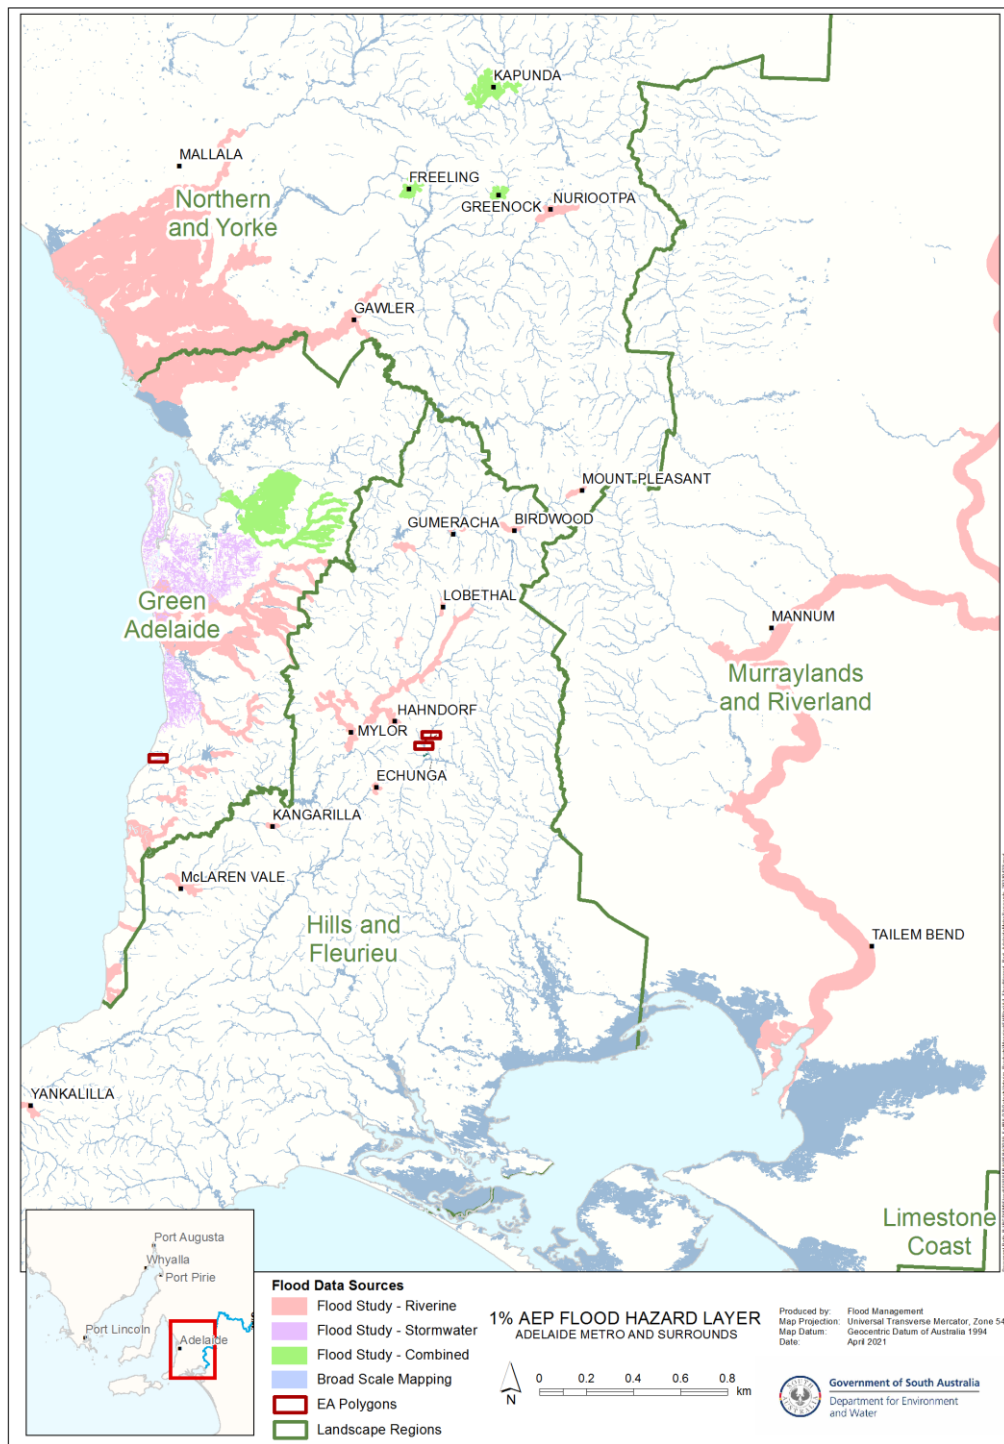 KAPUNDA
MALLALA
FREELING
Northern
and Yorke
GREENOCK
NURIOOTPA
GAWLER
MOUNT PLEASANT
GUMERACHA
BIRDWOOD
Green
Adelaide
LOBETHAL
MANNUM
Murraylands
and Riverland
HAHNDORF
MYLOR
ECHUNGA
KANGARILLA
McLAREN VALE
Hills and
Fleurieu
TAILEM BEND
YANKALILLA
Limestone
Coast
Port Augusta
Whyalla
Port Pirie
Port Lincoln
Adelaide
Flood Data Sources
Flood Study - Riverine
Flood Study - Stormwater
Flood Study - Combined
Broad Scale Mapping
EA Polygons
Landscape Regions
1% AEP FLOOD HAZARD LAYER
ADELAIDE METRO AND SURROUNDS
N
0 0.2 0.4 0.6 0.8
km
Produced by: Flood Management
Map Projection: Universal Transverse Mercator, Zone 54
Map Datum: Geocentric Datum of Australia 1994
Date: April 2021
SOUTH AUSTRALIA
Government of South Australia
Department for Environment
and Water